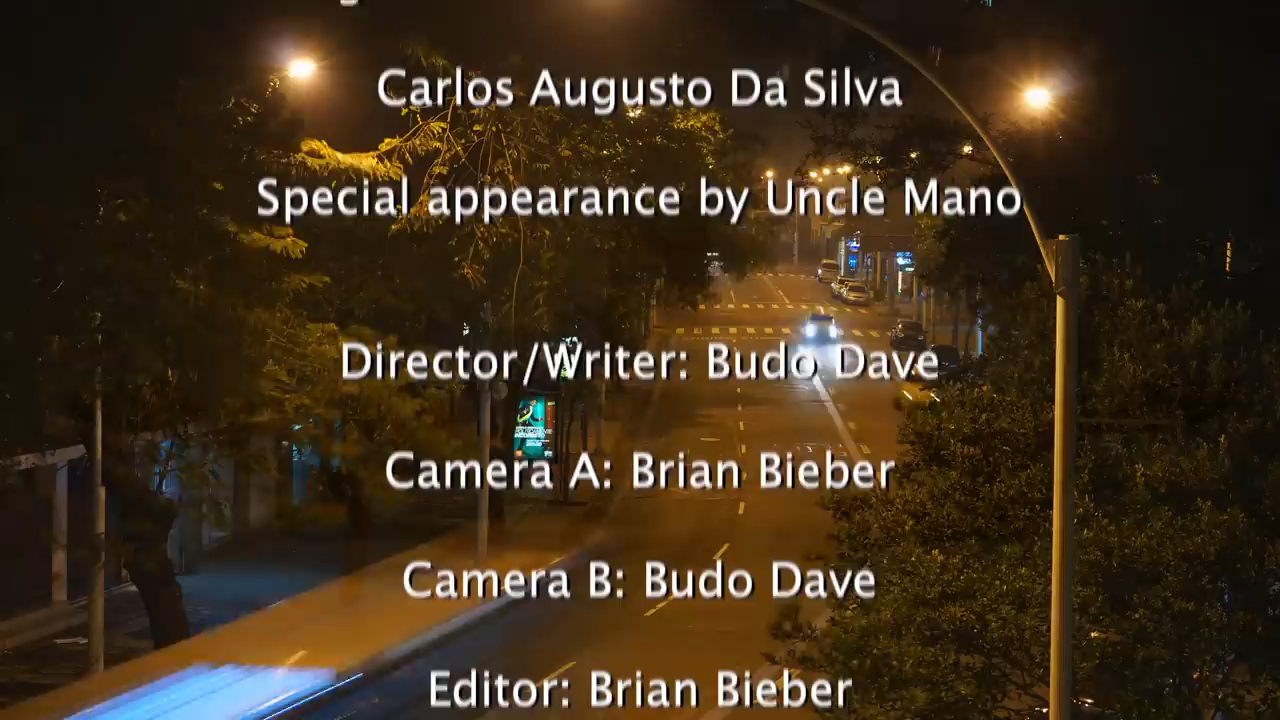 Carlos Augusto Da Silva
Special appearance by Uncle Mano
Director/Writer: Budo Dave
Camera A: Brian Bieber
Camera B: Budo Dave
Editor: Brian Bieber